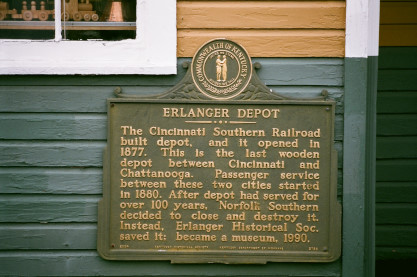 COMMONWEALTH OF KENTUCKY
ERLANGER DEPOT
The Cincinnati Southern Railroad
built depot, and it opened in
1877. This is the last wooden
depot between Cincinnati and
Chattanooga. Passenger service
between these two cities started
in 1880. After depot had served for
over 100 years, Norfolk Southern
decided to close and destroy it.
Instead, Erlanger Historical Soc.
saved it; became a museum, 1990.